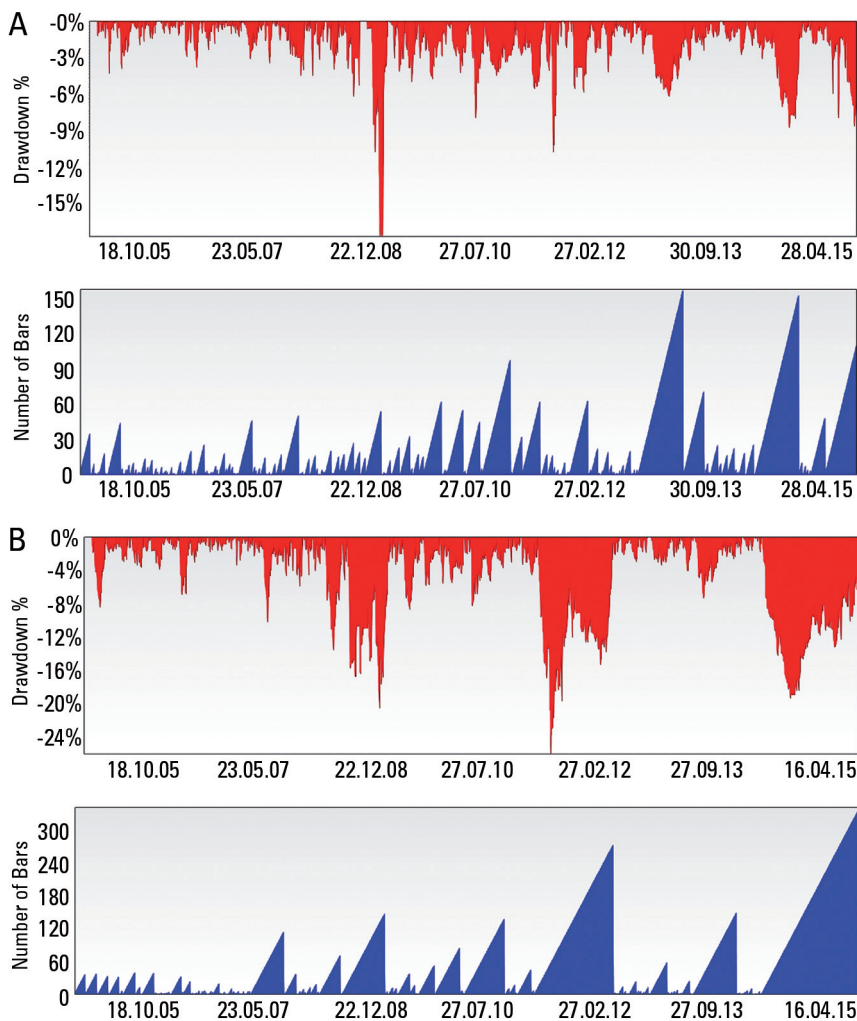 A
-0%
-3%
-6%
-9%
-12%
-15%
Drawdown %
18.10.05 23.05.07 22.12.08 27.07.10 27.02.12 30.09.13 28.04.15
150
120
90
60
30
0
Number of Bars
18.10.05 23.05.07 22.12.08 27.07.10 27.02.12 30.09.13 28.04.15
B
0%
-4%
-8%
-12%
-16%
-20%
-24%
Drawdown %
18.10.05 23.05.07 22.12.08 27.07.10 27.02.12 27.09.13 16.04.15
300
240
180
120
60
0
Number of Bars
18.10.05 23.05.07 22.12.08 27.07.10 27.02.12 27.09.13 16.04.15